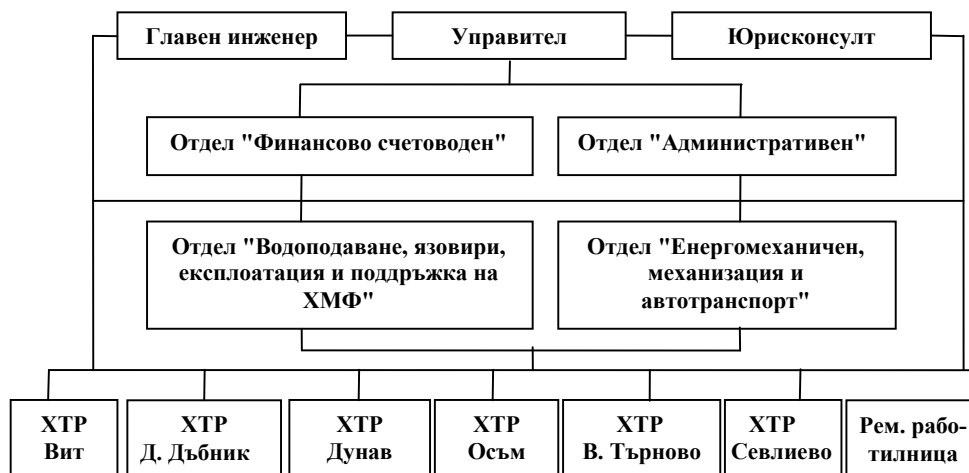 Главен инженер
Управител
Юрисконсулт
Отдел "Финансово счетоводен"
Отдел "Административен"
Отдел "Водоподаване, язовири,
експлоатация и поддръжка на
ХМФ"
Отдел "Енергомеханичен,
механизация и
автотранспорт"
ХТР
Вит
ХТР
Д. Дъбник
ХТР
Дунав
ХТР
Осъм
ХТР
В. Търново
ХТР
Севлиево
Рем. рабо-
тилница